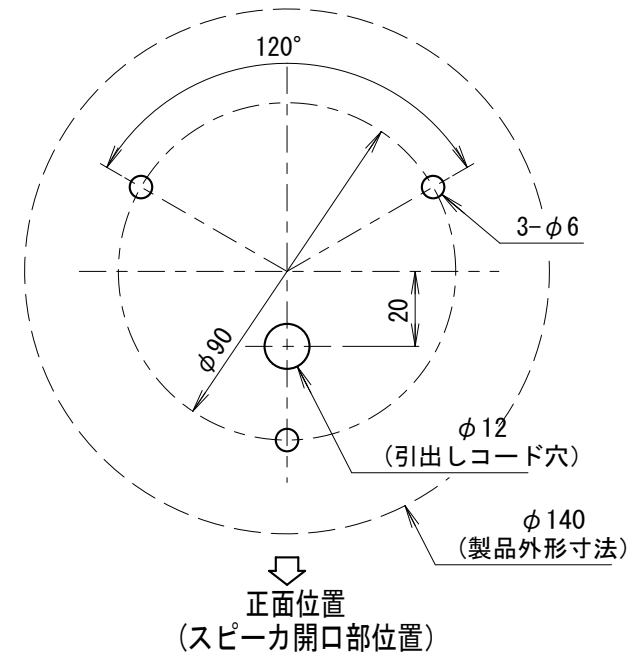 120°
3-φ6
20
φ90
φ12
(引出しコード穴)
φ140
(製品外形寸法)
正面位置
(スピーカ開口部位置)